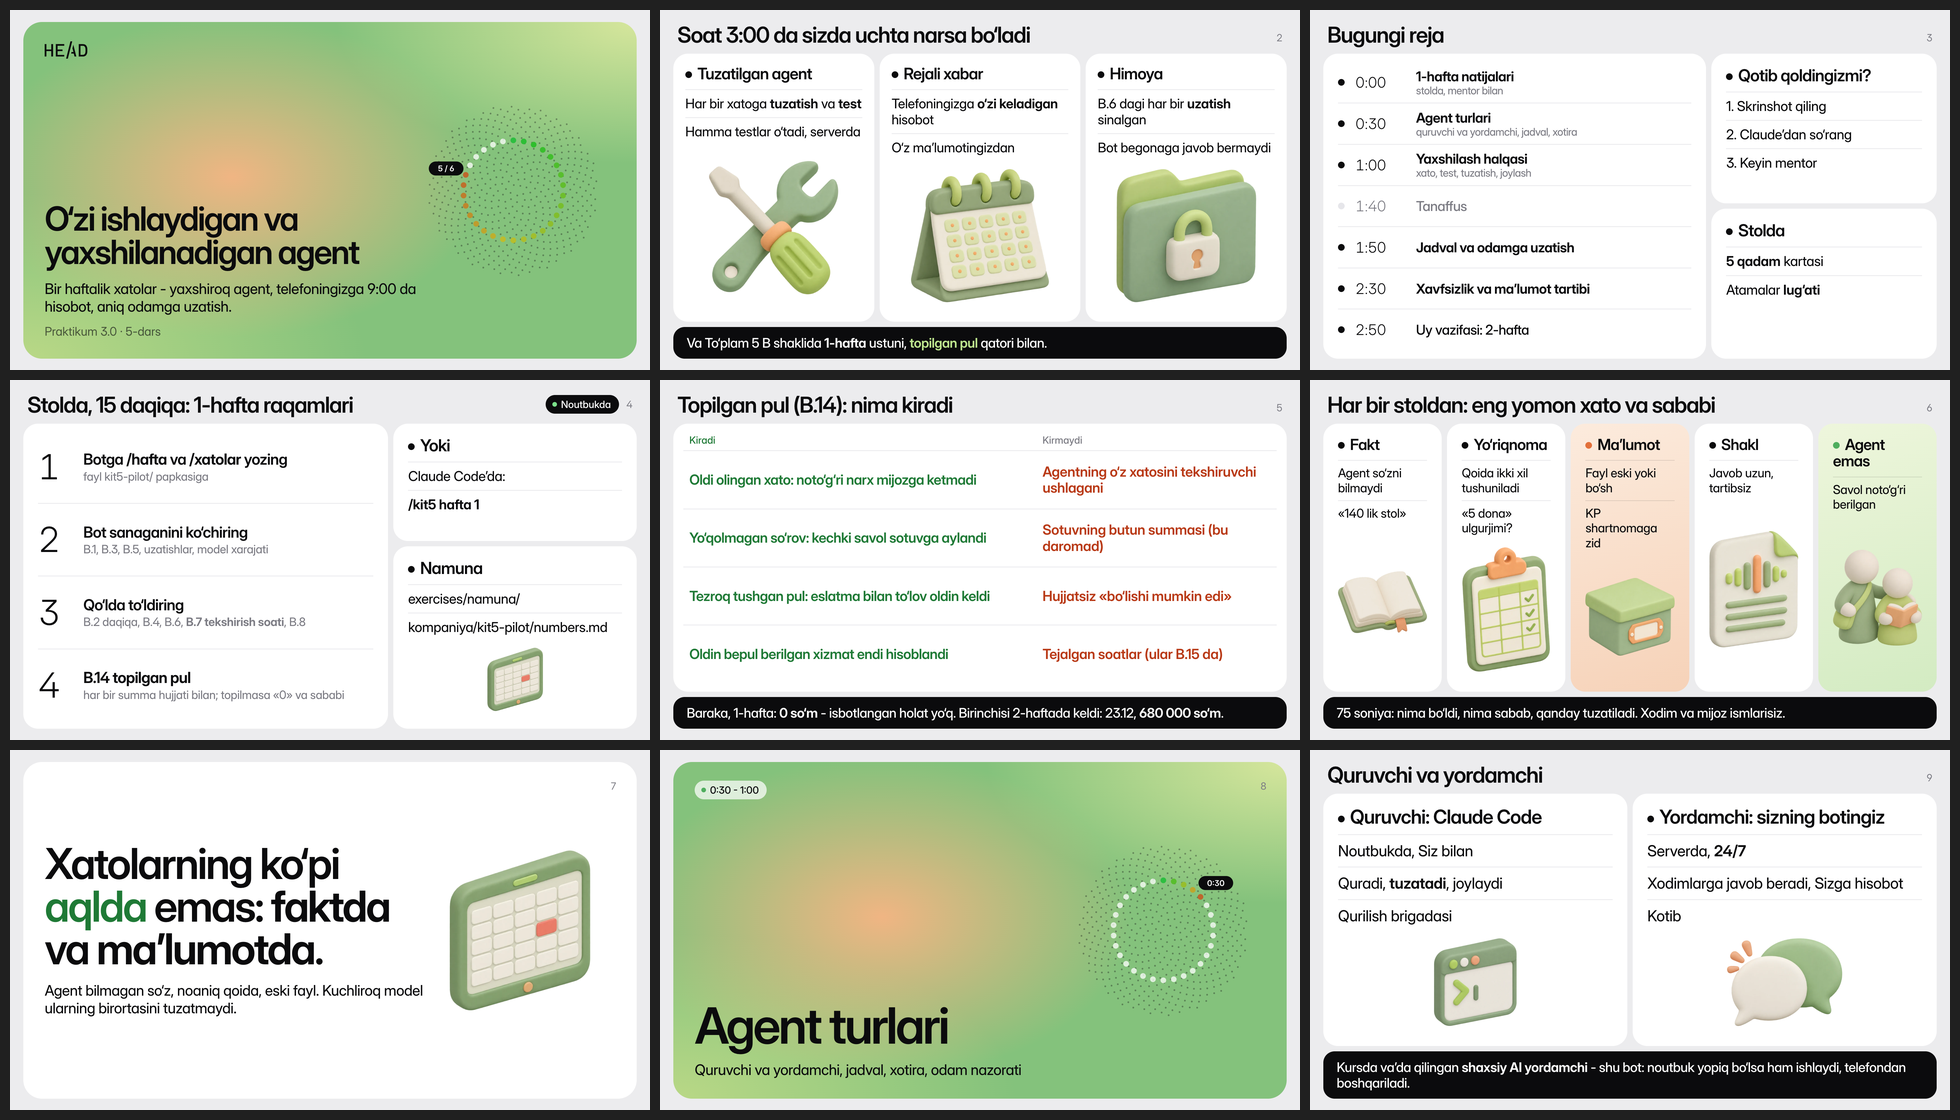 HE/\D
5 / 6
O‘zi ishlaydigan va
yaxshilanadigan agent
Bir haftalik xatolar - yaxshiroq agent, telefoningizga 9:00 da
hisobot, aniq odamga uzatish.
Praktikum 3.0 · 5-dars
Soat 3:00 da sizda uchta narsa bo‘ladi
2
Tuzatilgan agent
Har bir xatoga tuzatish va test
Hamma testlar o‘tadi, serverda
Rejali xabar
Telefoningizga o‘zi keladigan
hisobot
O‘z ma’lumotingizdan
Himoya
B.6 dagi har bir uzatish
sinalgan
Bot begonaga javob bermaydi
Va To‘plam 5 B shaklida 1-hafta ustuni, topilgan pul qatori bilan.
Bugungi reja
3
0:00
1-hafta natijalari
stolda, mentor bilan
0:30
Agent turlari
quruvchi va yordamchi, jadval, xotira
1:00
Yaxshilash halqasi
xato, test, tuzatish, joylash
1:40
Tanaffus
1:50
Jadval va odamga uzatish
2:30
Xavfsizlik va ma’lumot tartibi
2:50
Uy vazifasi: 2-hafta
Qotib qoldingizmi?
1. Skrinshot qiling
2. Claude’dan so‘rang
3. Keyin mentor
Stolda
5 qadam kartasi
Atamalar lug‘ati
Stolda, 15 daqiqa: 1-hafta raqamlari
Noutbukda
4
1
Botga /hafta va /xatolar yozing
fayl kit5-pilot/ papkasiga
2
Bot sanaganini ko‘chiring
B.1, B.3, B.5, uzatishlar, model xarajati
3
Qo‘lda to‘ldiring
B.2 daqiqa, B.4, B.6, B.7 tekshirish soati, B.8
4
B.14 topilgan pul
har bir summa hujjati bilan; topilmasa «0» va sababi
Yoki
Claude Code’da:
/kit5 hafta 1
Namuna
exercises/namuna/
kompaniya/kit5-pilot/numbers.md
Topilgan pul (B.14): nima kiradi
5
Kiradi
Kirmaydi
Oldi olingan xato: noto‘g‘ri narx mijozga ketmadi
Agentning o‘z xatosini tekshiruvchi
ushlagani
Yo‘qolmagan so‘rov: kechki savol sotuvga aylandi
Sotuvning butun summasi (bu
daromad)
Tezroq tushgan pul: eslatma bilan to‘lov oldin keldi
Hujjatsiz «bo‘lishi mumkin edi»
Oldin bepul berilgan xizmat endi hisoblandi
Tejalgan soatlar (ular B.15 da)
Baraka, 1-hafta: 0 so‘m - isbotlangan holat yo‘q. Birinchisi 2-haftada keldi: 23.12, 680 000 so‘m.
Har bir stoldan: eng yomon xato va sababi
6
Fakt
Agent so‘zni
bilmaydi
«140 lik stol»
Yo‘riqnoma
Qoida ikki xil
tushuniladi
«5 dona»
ulgurjimi?
Ma’lumot
Fayl eski yoki
bo‘sh
KP
shartnomaga
zid
Shakl
Javob uzun,
tartibsiz
Agent
emas
Savol noto‘g‘ri
berilgan
75 soniya: nima bo‘ldi, nima sabab, qanday tuzatiladi. Xodim va mijoz ismlarisiz.
7
Xatolarning ko‘pi
aqlda emas: faktda
va ma’lumotda.
Agent bilmagan so‘z, noaniq qoida, eski fayl. Kuchliroq model
ularning birortasini tuzatmaydi.
0:30 - 1:00
8
0:30
Agent turlari
Quruvchi va yordamchi, jadval, xotira, odam nazorati
Quruvchi va yordamchi
9
Quruvchi: Claude Code
Noutbukda, Siz bilan
Quradi, tuzatadi, joylaydi
Qurilish brigadasi
Yordamchi: sizning botingiz
Serverda, 24/7
Xodimlarga javob beradi, Sizga hisobot
Kotib
Kursda va’da qilingan shaxsiy AI yordamchi - shu bot: noutbuk yopiq bo‘lsa ham ishlaydi, telefondan
boshqariladi.